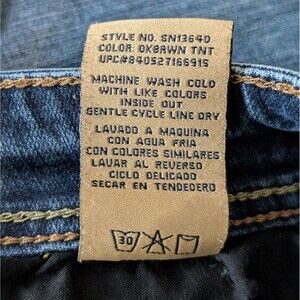 STYLE NO. SN13640
COLOR: DKBRWN TNT
UPC#840527166915
MACHINE WASH COLD
WITH LIKE COLORS
INSIDE OUT
GENTLE CYCLE LINE DRY
LAVADO A MAQUINA
CON AGUA FRIA
CON COLORES SIMILARES
LAVAR AL REVERSO
CICLO DELICADO
SECAR EN TENDEDERO
30